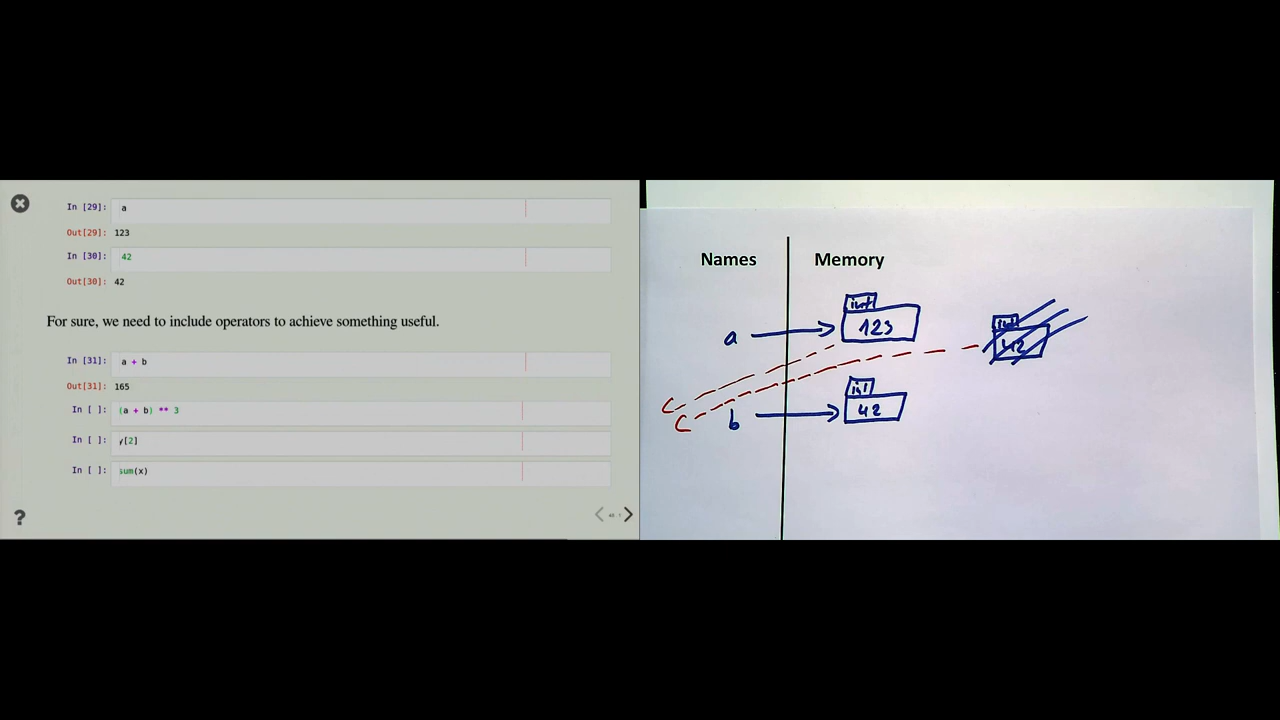 In [29]: a
Out[29]: 123
In [30]: 42
Out[30]: 42
For sure, we need to include operators to achieve something useful.
In [31]: a + b
Out[31]: 165
In [ ]: (a + b) ** 3
In [ ]: y[2]
In [ ]: sum(x)
?
Names Memory
int
a 123
int
42
int
b 42